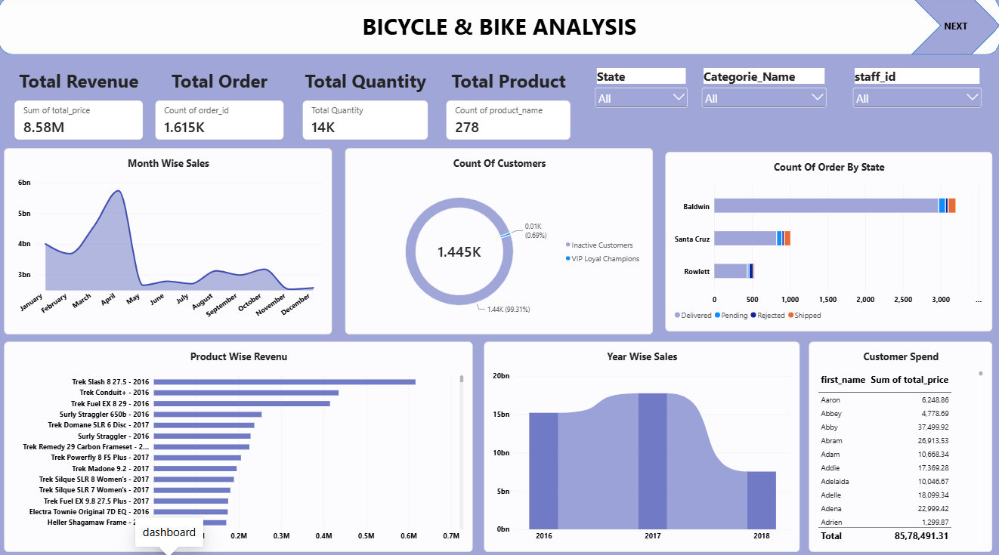 BICYCLE & BIKE ANALYSIS
NEXT
Total Revenue
Sum of total_price
8.58M
Total Order
Count of order_id
1.615K
Total Quantity
Total Quantity
14K
Total Product
Count of product_name
278
State
All
Categorie_Name
All
staff_id
All
Month Wise Sales
6bn
5bn
4bn
3bn
January
February
March
April
May
June
July
August
September
October
November
December
Count Of Customers
1.445K
0.01K
(0.69%)
1.44K (99.31%)
Inactive Customers
VIP Loyal Champions
Count Of Order By State
Baldwin
Santa Cruz
Rowlett
0 500 1,000 1,500 2,000 2,500 3,000 ...
Delivered Pending Rejected Shipped
Product Wise Revenu
Trek Slash 8 27.5 - 2016
Trek Conduit+ - 2016
Trek Fuel EX 8 29 - 2016
Surly Straggler 650b - 2016
Trek Domane SLR 6 Disc - 2017
Surly Straggler - 2016
Trek Remedy 29 Carbon Frameset - 2...
Trek Powerfly 8 FS Plus - 2017
Trek Madone 9.2 - 2017
Trek Silque SLR 8 Women's - 2017
Trek Silque SLR 7 Women's - 2017
Trek Fuel EX 9.8 27.5 Plus - 2017
Electra Townie Original 7D EQ - 2016
Heller Shagamaw Frame - 2
0.2M 0.3M 0.4M 0.5M 0.6M 0.7M
dashboard
Year Wise Sales
20bn
15bn
10bn
5bn
0bn
2016 2017 2018
Customer Spend
first_name Sum of total_price
Aaron 6,248.86
Abbey 4,778.69
Abby 37,499.92
Abram 26,913.53
Adam 10,668.34
Addie 17,369.28
Adelaida 10,046.67
Adelle 18,099.34
Adena 22,999.42
Adrien 1,299.87
Total 85,78,491.31